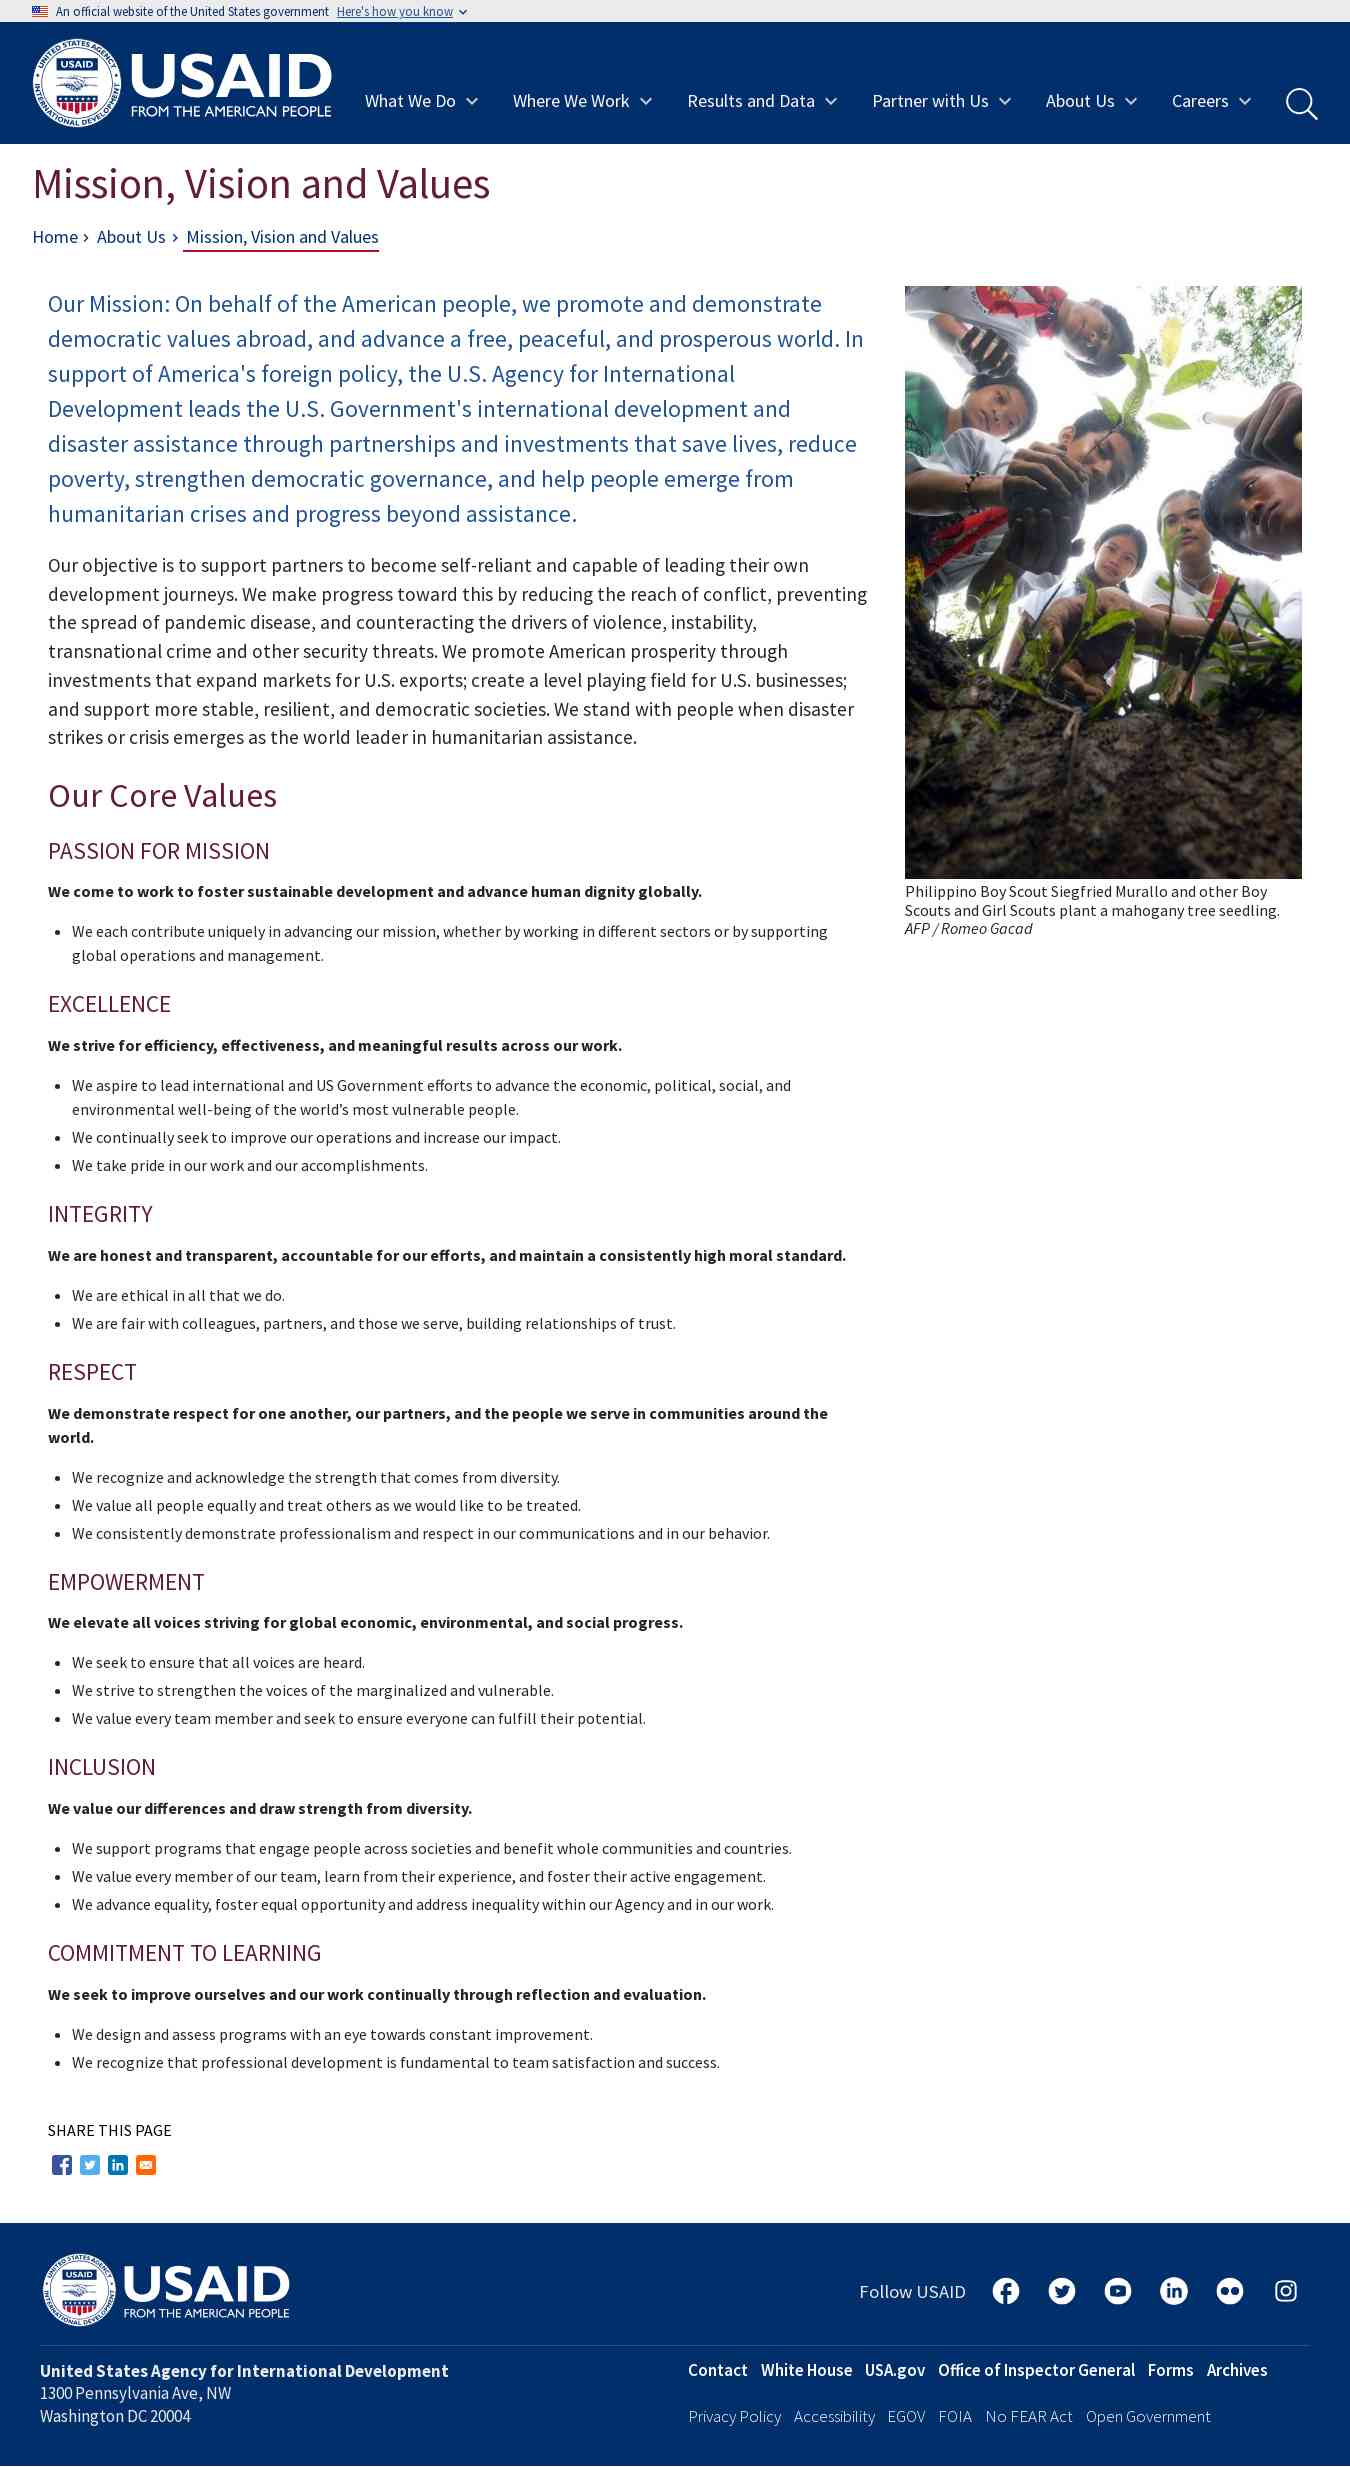 An official website of the United States government Here's how you know
USAID
FROM THE AMERICAN PEOPLE
UNITED STATES AGENCY
INTERNATIONAL DEVELOPMENT
USAID
What We Do
Where We Work
Results and Data
Partner with Us
About Us
Careers
Mission, Vision and Values
Home › About Us › Mission, Vision and Values
Our Mission: On behalf of the American people, we promote and demonstrate
democratic values abroad, and advance a free, peaceful, and prosperous world. In
support of America's foreign policy, the U.S. Agency for International
Development leads the U.S. Government's international development and
disaster assistance through partnerships and investments that save lives, reduce
poverty, strengthen democratic governance, and help people emerge from
humanitarian crises and progress beyond assistance.
Our objective is to support partners to become self-reliant and capable of leading their own
development journeys. We make progress toward this by reducing the reach of conflict, preventing
the spread of pandemic disease, and counteracting the drivers of violence, instability,
transnational crime and other security threats. We promote American prosperity through
investments that expand markets for U.S. exports; create a level playing field for U.S. businesses;
and support more stable, resilient, and democratic societies. We stand with people when disaster
strikes or crisis emerges as the world leader in humanitarian assistance.
Philippino Boy Scout Siegfried Murallo and other Boy
Scouts and Girl Scouts plant a mahogany tree seedling.
AFP / Romeo Gacad
Our Core Values
PASSION FOR MISSION
We come to work to foster sustainable development and advance human dignity globally.
• We each contribute uniquely in advancing our mission, whether by working in different sectors or by supporting
global operations and management.
EXCELLENCE
We strive for efficiency, effectiveness, and meaningful results across our work.
• We aspire to lead international and US Government efforts to advance the economic, political, social, and
environmental well-being of the world’s most vulnerable people.
• We continually seek to improve our operations and increase our impact.
• We take pride in our work and our accomplishments.
INTEGRITY
We are honest and transparent, accountable for our efforts, and maintain a consistently high moral standard.
• We are ethical in all that we do.
• We are fair with colleagues, partners, and those we serve, building relationships of trust.
RESPECT
We demonstrate respect for one another, our partners, and the people we serve in communities around the
world.
• We recognize and acknowledge the strength that comes from diversity.
• We value all people equally and treat others as we would like to be treated.
• We consistently demonstrate professionalism and respect in our communications and in our behavior.
EMPOWERMENT
We elevate all voices striving for global economic, environmental, and social progress.
• We seek to ensure that all voices are heard.
• We strive to strengthen the voices of the marginalized and vulnerable.
• We value every team member and seek to ensure everyone can fulfill their potential.
INCLUSION
We value our differences and draw strength from diversity.
• We support programs that engage people across societies and benefit whole communities and countries.
• We value every member of our team, learn from their experience, and foster their active engagement.
• We advance equality, foster equal opportunity and address inequality within our Agency and in our work.
COMMITMENT TO LEARNING
We seek to improve ourselves and our work continually through reflection and evaluation.
• We design and assess programs with an eye towards constant improvement.
• We recognize that professional development is fundamental to team satisfaction and success.
SHARE THIS PAGE
UNITED STATES AGENCY
INTERNATIONAL DEVELOPMENT
USAID
USAID
FROM THE AMERICAN PEOPLE
Follow USAID
United States Agency for International Development
1300 Pennsylvania Ave, NW
Washington DC 20004
Contact White House USA.gov Office of Inspector General Forms Archives
Privacy Policy Accessibility EGOV FOIA No FEAR Act Open Government